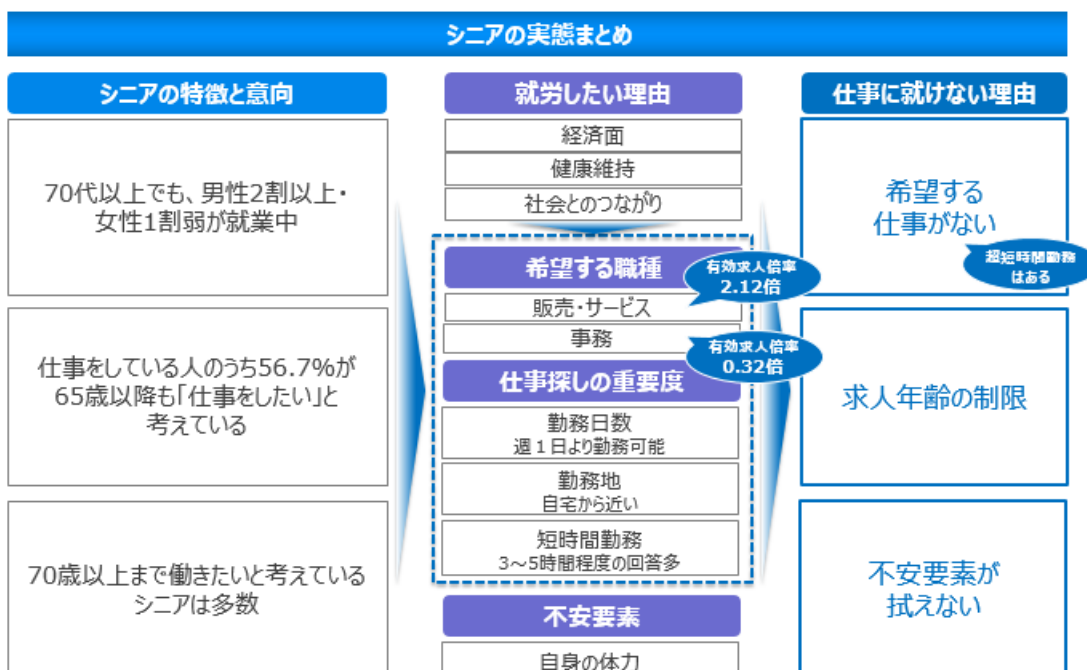 シニアの実態まとめ
シニアの特徴と意向
70代以上でも、男性2割以上・
女性1割弱が就業中
仕事をしている人のうち56.7%が
65歳以降も「仕事をしたい」と
考えている
70歳以上まで働きたいと考えている
シニアは多数
就労したい理由
経済面
健康維持
社会とのつながり
希望する職種
有効求人倍率
2.12倍
販売・サービス
事務
有効求人倍率
0.32倍
仕事探しの重要度
勤務日数
週1日より勤務可能
勤務地
自宅から近い
短時間勤務
3~5時間程度の回答多
不安要素
自身の体力
仕事に就けない理由
希望する
仕事がない
超短時間勤務
はある
求人年齢の制限
不安要素が
拭えない